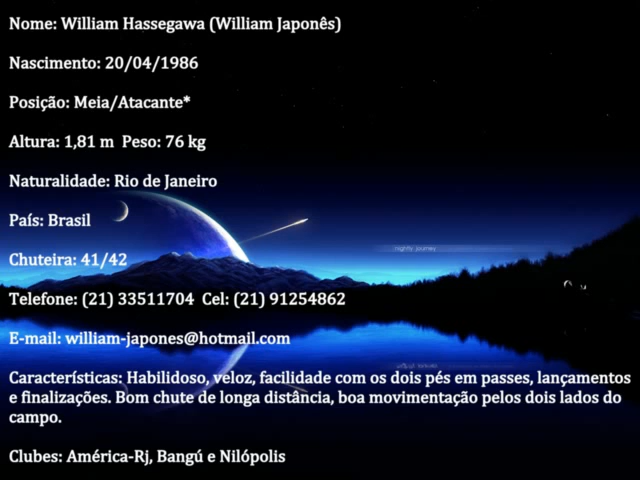 Nome: William Hassegawa (William Japonês)
Nascimento: 20/04/1986
Posição: Meia/Atacante*
Altura: 1,81 m  Peso: 76 kg
Naturalidade: Rio de Janeiro
País: Brasil
nightly journey
Chuteira: 41/42
Telefone: (21) 33511704  Cel: (21) 91254862
E-mail: william-japones@hotmail.com
Características: Habilidoso, veloz, facilidade com os dois pés em passes, lançamentos
e finalizações. Bom chute de longa distância, boa movimentação pelos dois lados do
campo.
Clubes: América-Rj, Bangú e Nilópolis